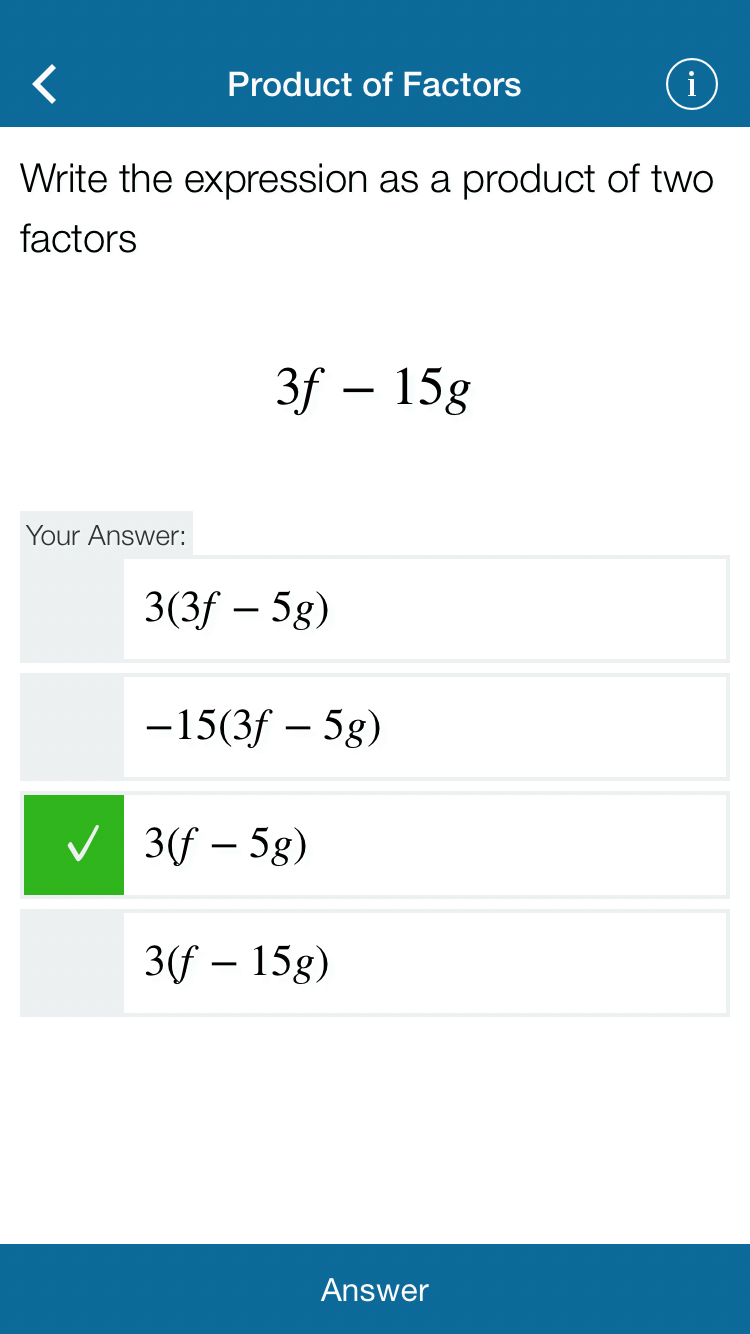 Product of Factors
i
Write the expression as a product of two
factors
3f − 15g
Your Answer:
3(3f − 5g)
−15(3f − 5g)
✓ 3(f − 5g)
3(f − 15g)
Answer